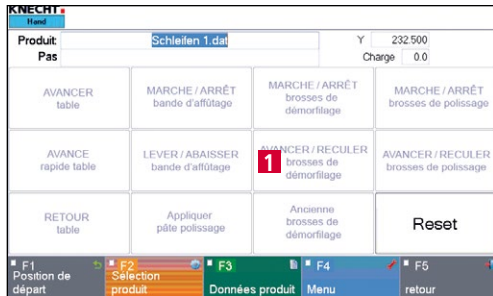 KNECHT
Hand
Produit: Schleifen 1.dat Y 232.500
Pas Charge 0.0
AVANCER
table
MARCHE / ARRÊT
bande d'affûtage
MARCHE / ARRÊT
brosses de
démorfilage
MARCHE / ARRÊT
brosses de polissage
AVANCE
rapide table
LEVER / ABAISSER
bande d'affûtage
1
AVANCER / RECULER
brosses de
démorfilage
AVANCER / RECULER
brosses de polissage
RETOUR
table
Appliquer
pâte polissage
Ancienne
brosses de
démorfilage
Reset
F1
Position de
départ
F2
Sélection
produit
F3
Données produit
F4
Menu
F5
retour